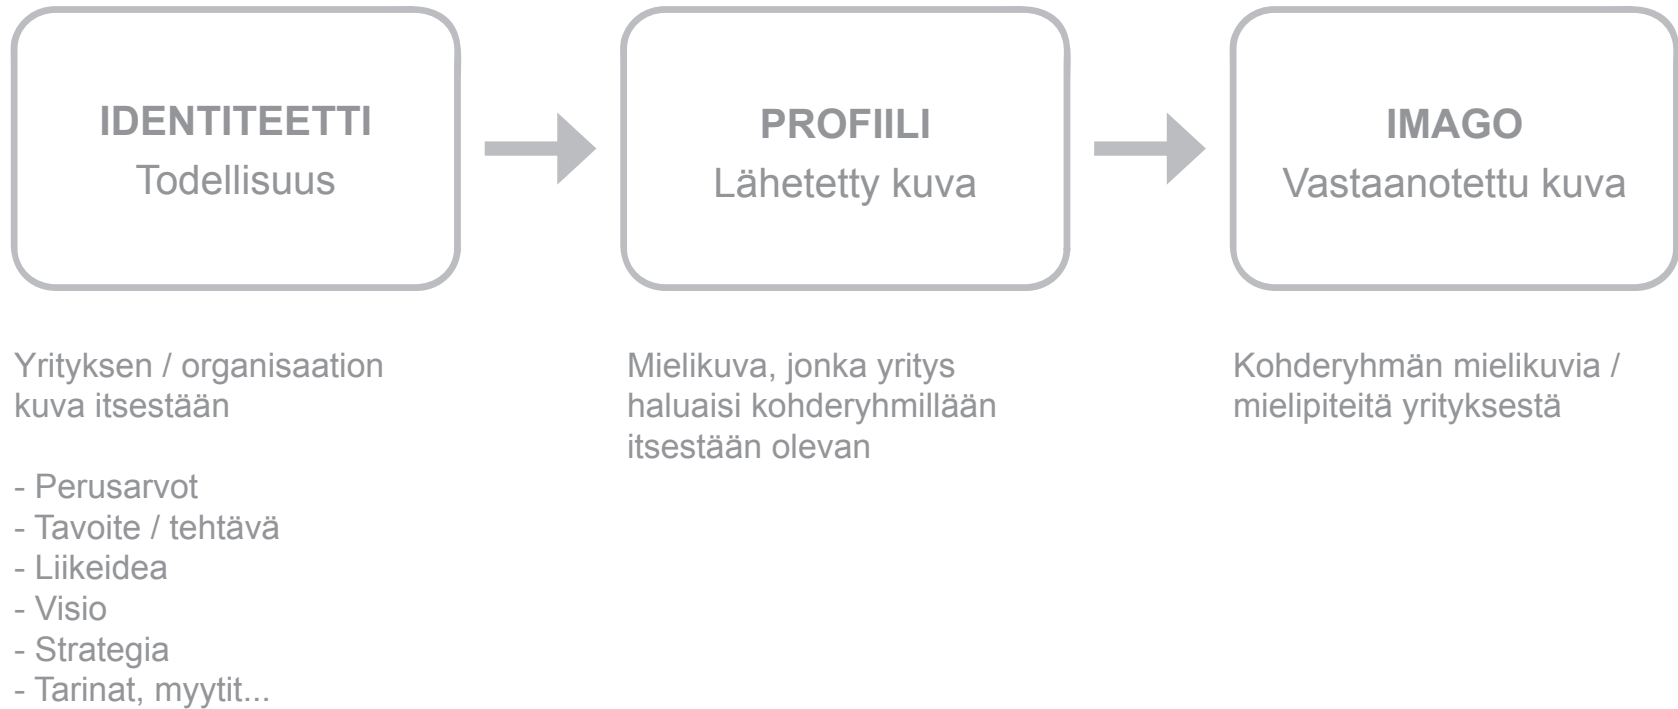 IDENTITEETTI
Todellisuus
PROFIILI
Lähetetty kuva
IMAGO
Vastaanotettu kuva
Yrityksen / organisaation
kuva itsestään
- Perusarvot
- Tavoite / tehtävä
- Liikeidea
- Visio
- Strategia
- Tarinat, myytit...
Mielikuva, jonka yritys
haluaisi kohderyhmillään
itsestään olevan
Kohderyhmän mielikuvia /
mielipiteitä yrityksestä